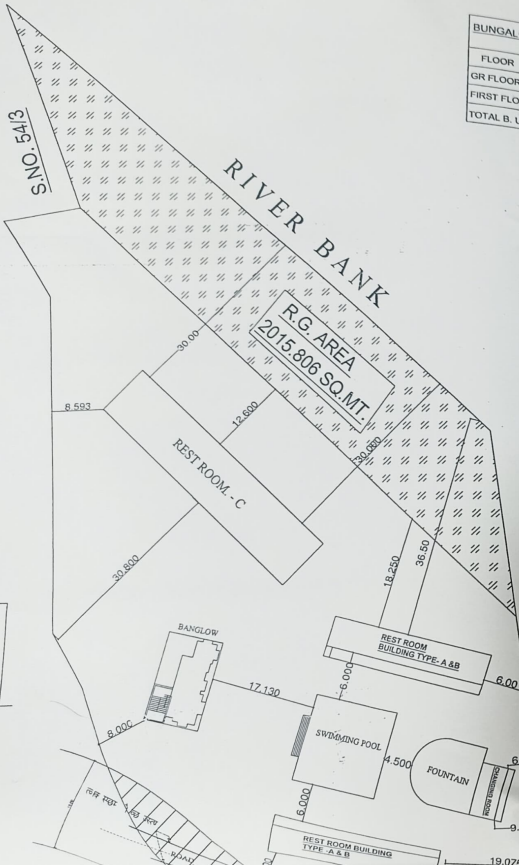 BUNGAL
FLOOR
GR FLOOR
FIRST FLO
TOTAL B. U
S.NO. 54/3
RIVER BANK
R.G. AREA
2015.806 SQ.MT.
30.00
8.593
12.600
REST ROOM. - C
30.060
30.800
18.250
36.50
BANGLOW
REST ROOM
BUILDING TYPE- A &B
6.000
6.00
17.130
8.000
SWIMMING POOL
4.500
FOUNTAIN
CHANGING ROOM
6.000
REST ROOM BUILDING
TYPE -A & B
19.07